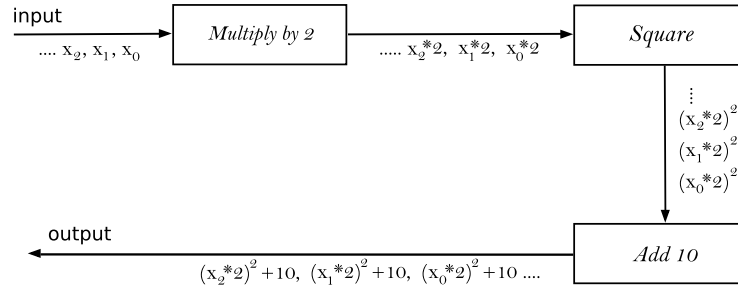 input
.... x₂, x₁, x₀
Multiply by 2
..... x₂*2, x₁*2, x₀*2
Square
....
(x₂*2)²
(x₁*2)²
(x₀*2)²
Add 10
output
(x₂*2)²+10, (x₁*2)²+10, (x₀*2)²+10 ....